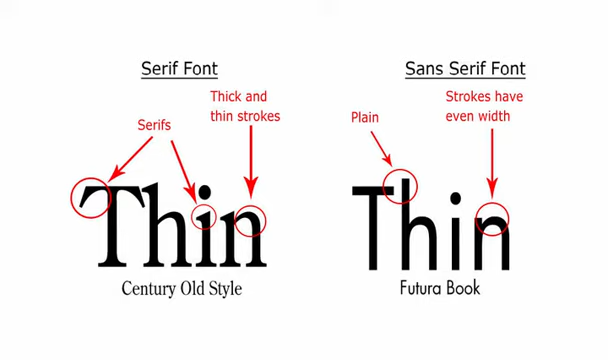 Serif Font
Thick and
thin strokes
Serifs
Thin
Century Old Style
Sans Serif Font
Strokes have
even width
Plain
Thin
Futura Book